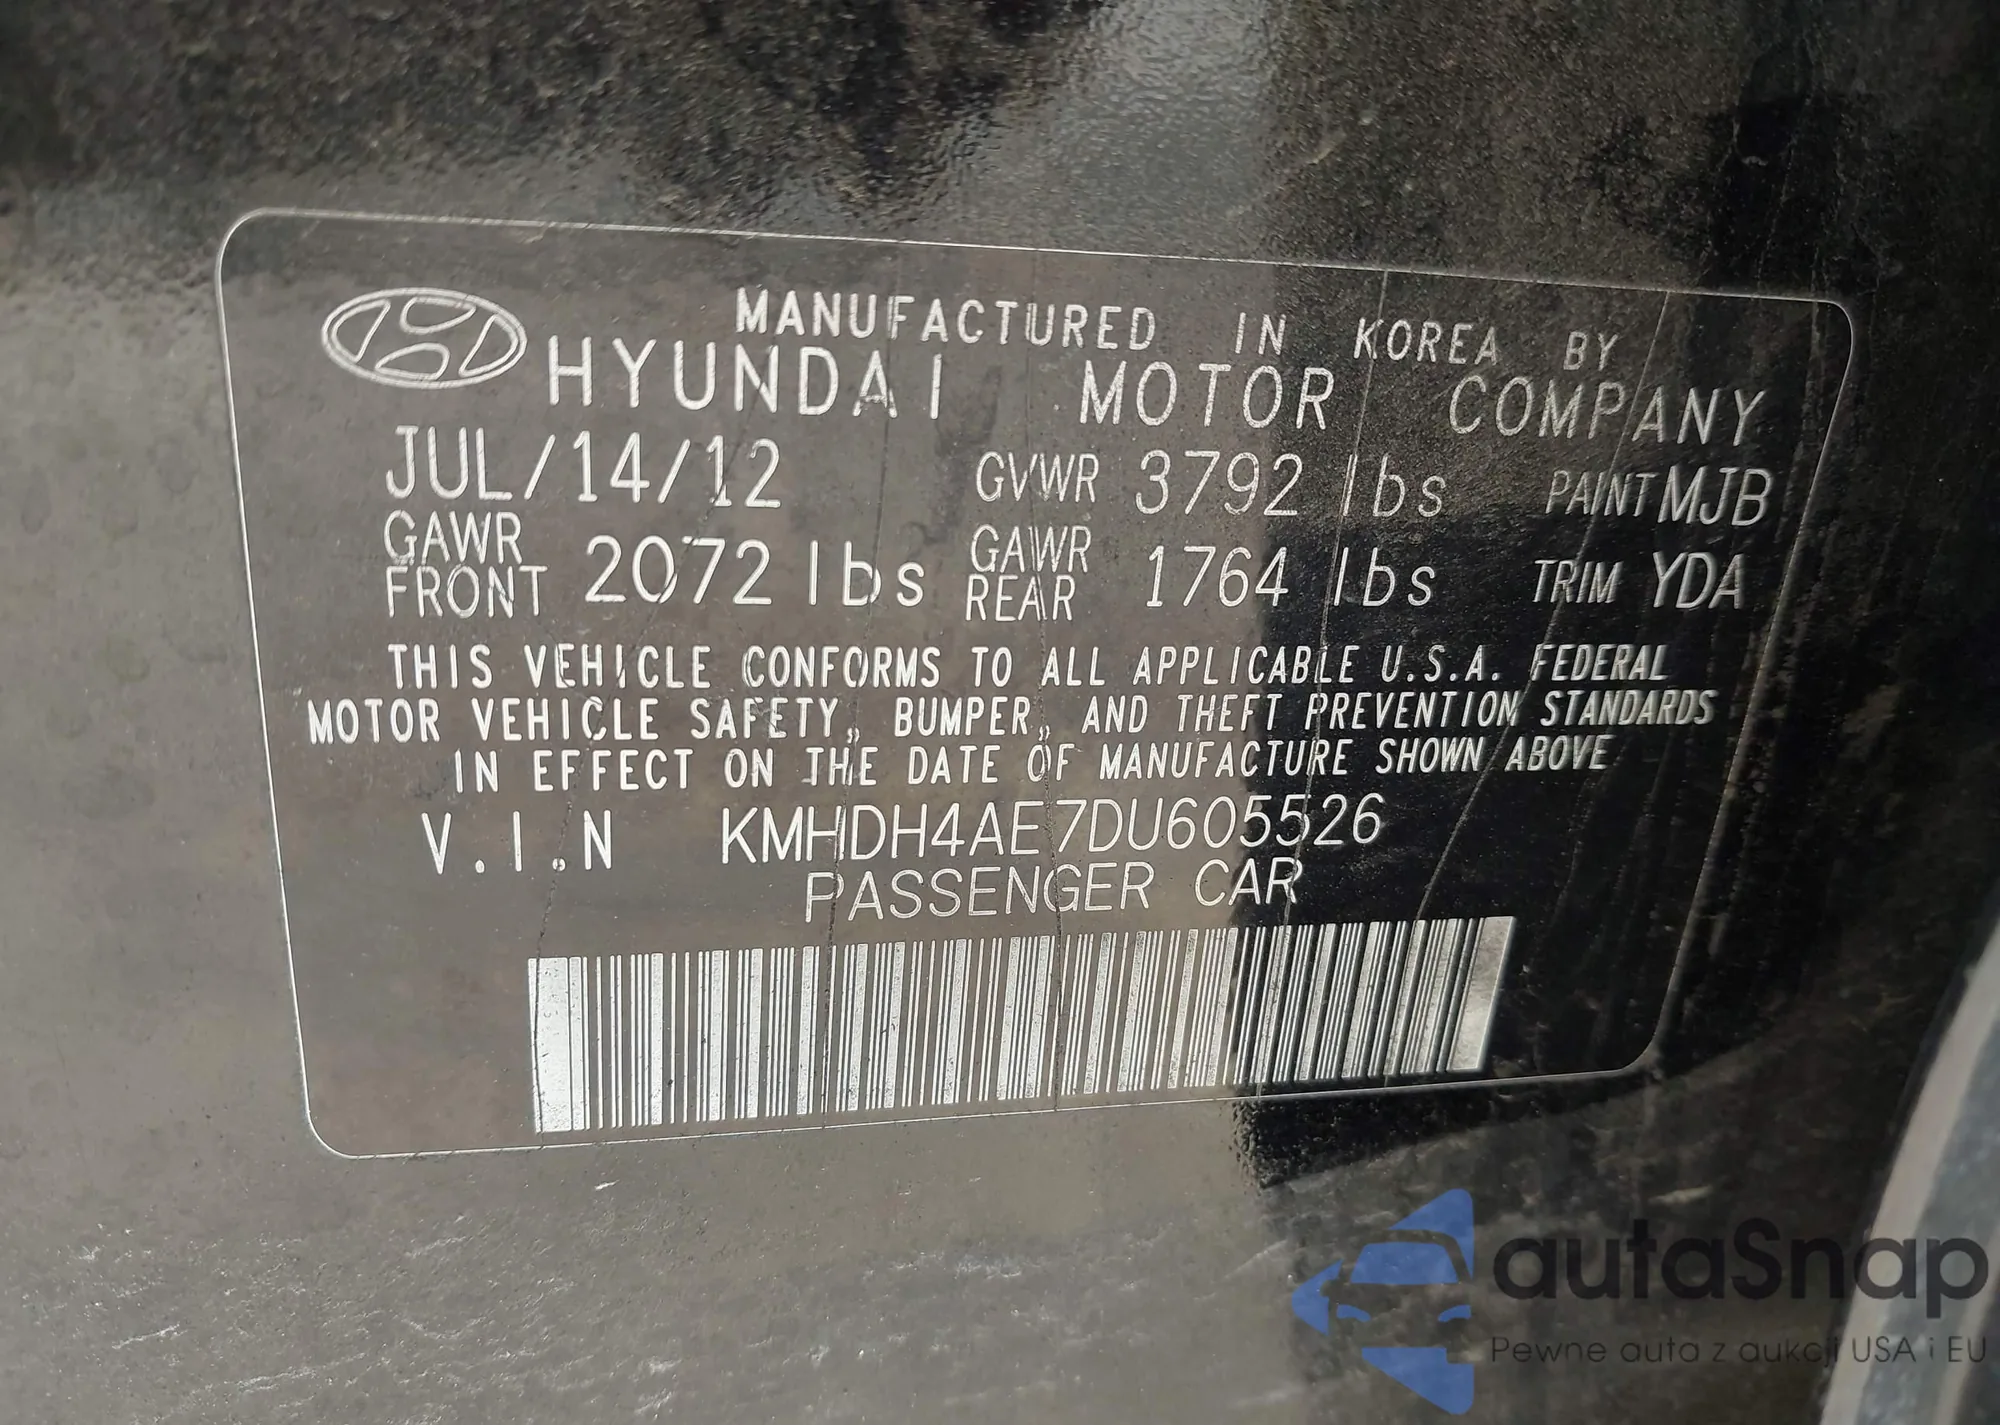 MANUFACTURED IN KOREA BY
HYUNDAI MOTOR COMPANY
JUL/14/12 GVWR 3792 lbs PAINT MJB
GAWR FRONT 2072 lbs GAWR REAR 1764 lbs TRIM YDA
THIS VEHICLE CONFORMS TO ALL APPLICABLE U.S.A. FEDERAL
MOTOR VEHICLE SAFETY, BUMPER, AND THEFT PREVENTION STANDARDS
IN EFFECT ON THE DATE OF MANUFACTURE SHOWN ABOVE
V.I.N KMHDH4AE7DU605526
PASSENGER CAR
autaSnap
Pewne auta z aukcji USA i EU